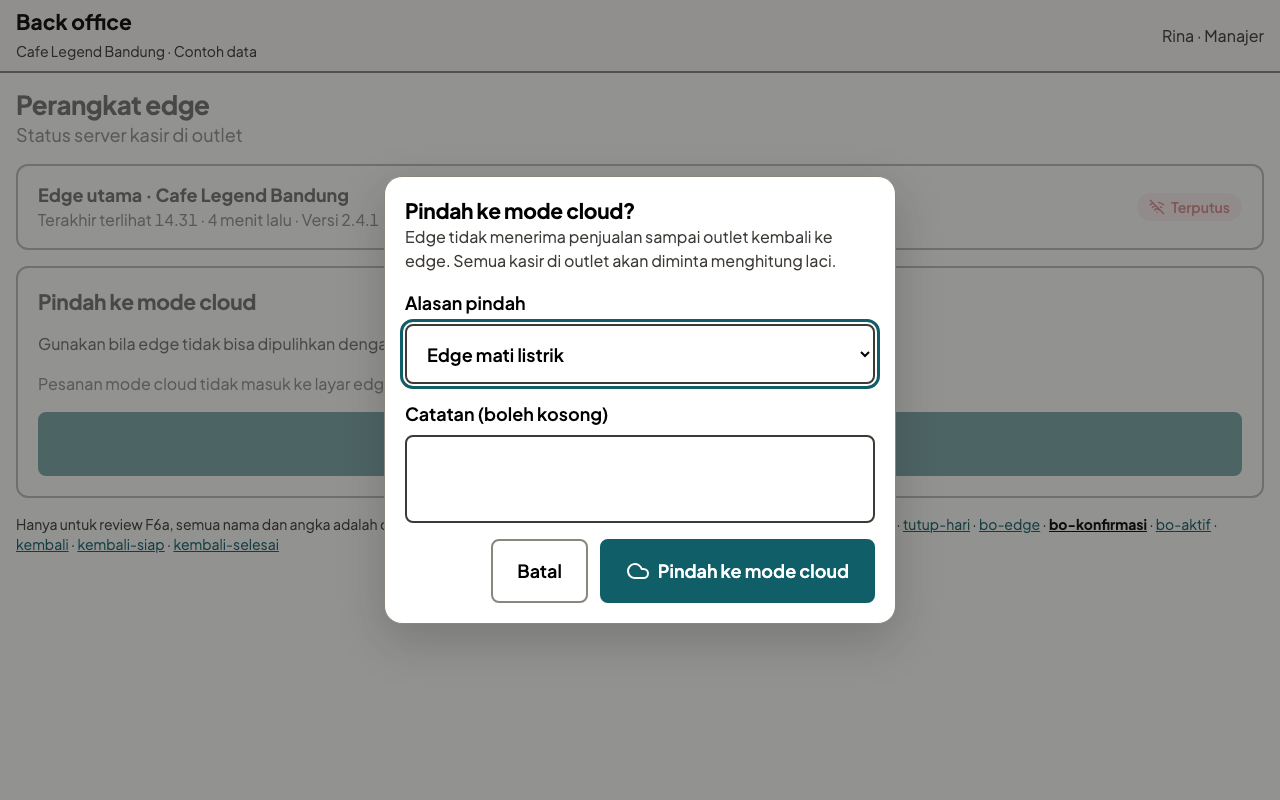 Back office
Cafe Legend Bandung · Contoh data
Rina · Manajer
Perangkat edge
Status server kasir di outlet
Edge utama · Cafe Legend Bandung
Terakhir terlihat 14.31 · 4 menit lalu · Versi 2.4.1
Terputus
Pindah ke mode cloud
Gunakan bila edge tidak bisa dipulihkan
Pesanan mode cloud tidak masuk ke layar
Hanya untuk review F6a, semua nama dan angka adalah
· tutup-hari · bo-edge · bo-konfirmasi · bo-aktif ·
kembali · kembali-siap · kembali-selesai
Pindah ke mode cloud?
Edge tidak menerima penjualan sampai outlet kembali ke
edge. Semua kasir di outlet akan diminta menghitung laci.
Alasan pindah
Edge mati listrik
Catatan (boleh kosong)
Batal
Pindah ke mode cloud